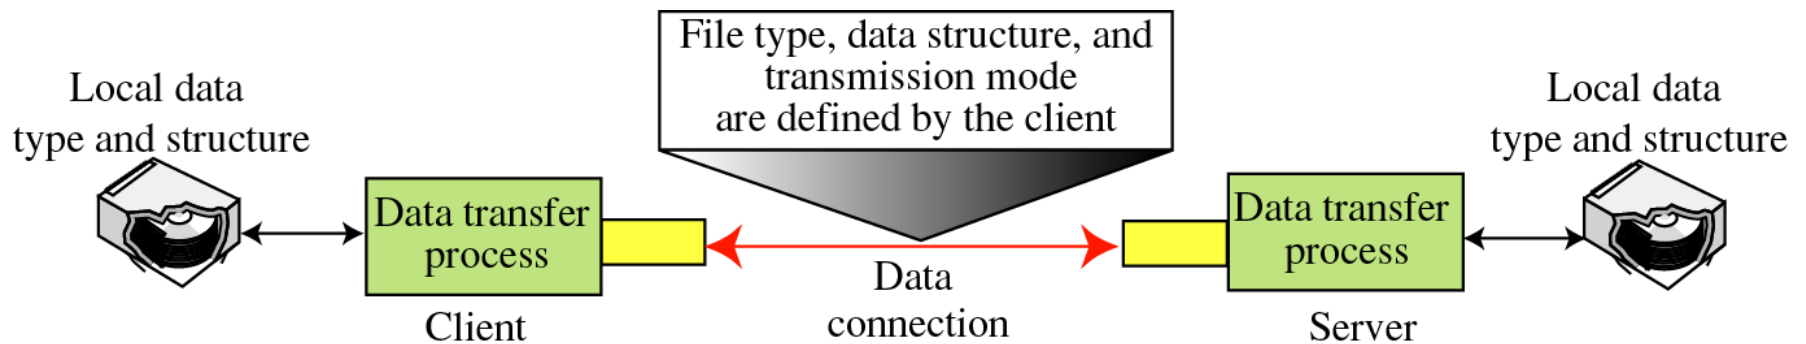 File type, data structure, and
transmission mode
are defined by the client
Local data
type and structure
Local data
type and structure
Data transfer
process
Data transfer
process
Data
connection
Client
Server